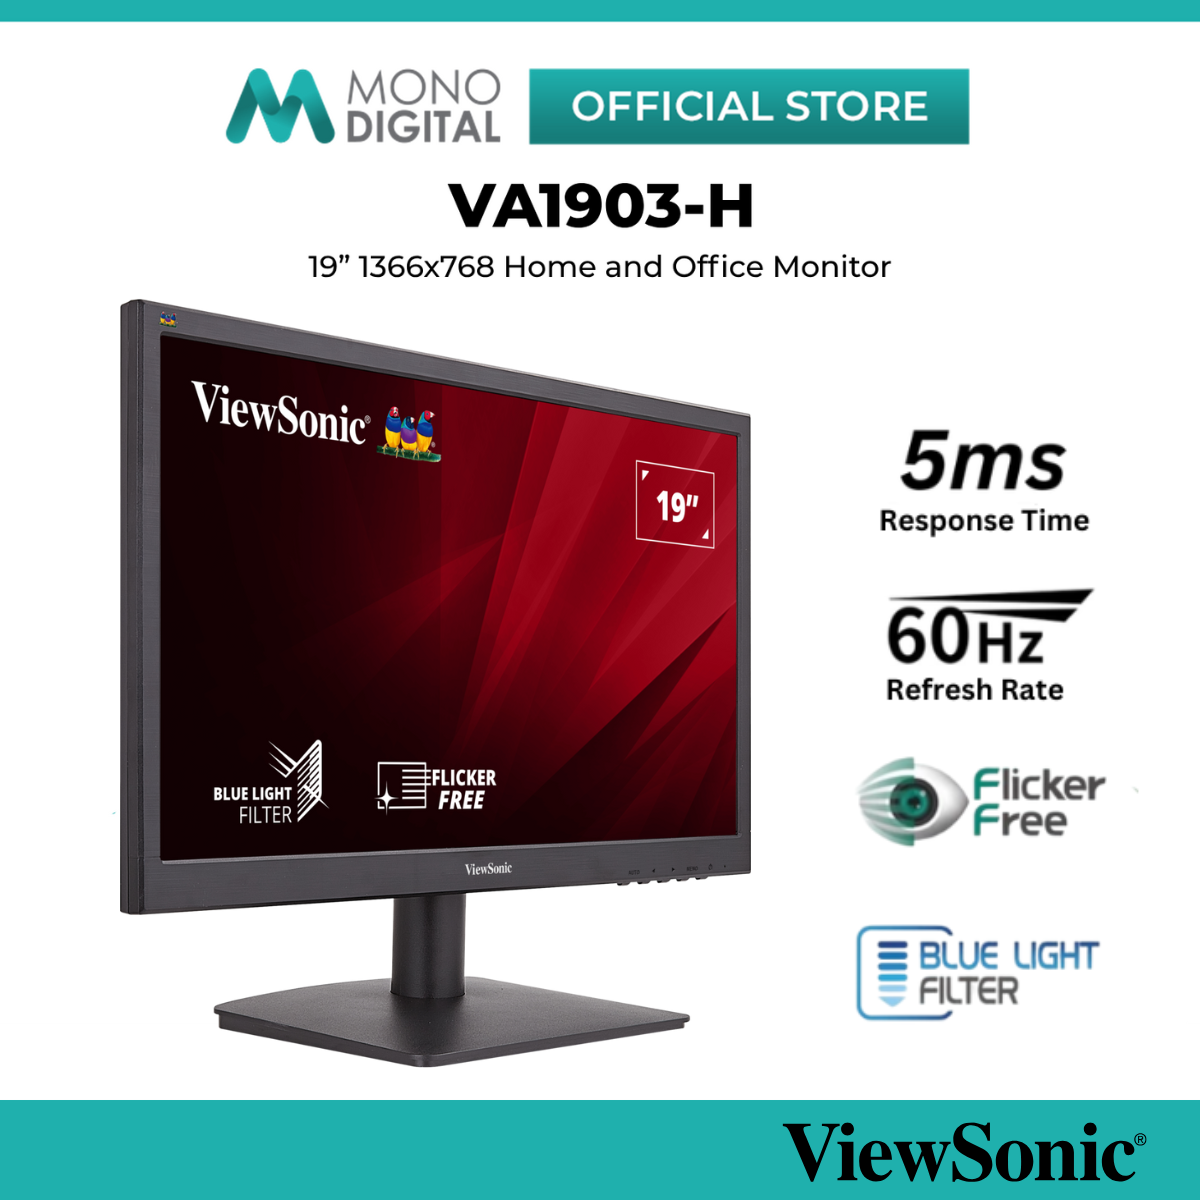 MONO
DIGITAL
OFFICIAL STORE
VA1903-H
19” 1366x768 Home and Office Monitor
ViewSonic®
19”
BLUE LIGHT
FILTER
FLICKER
FREE
ViewSonic
5ms
Response Time
60Hz
Refresh Rate
Flicker
Free
BLUE LIGHT
FILTER
ViewSonic®